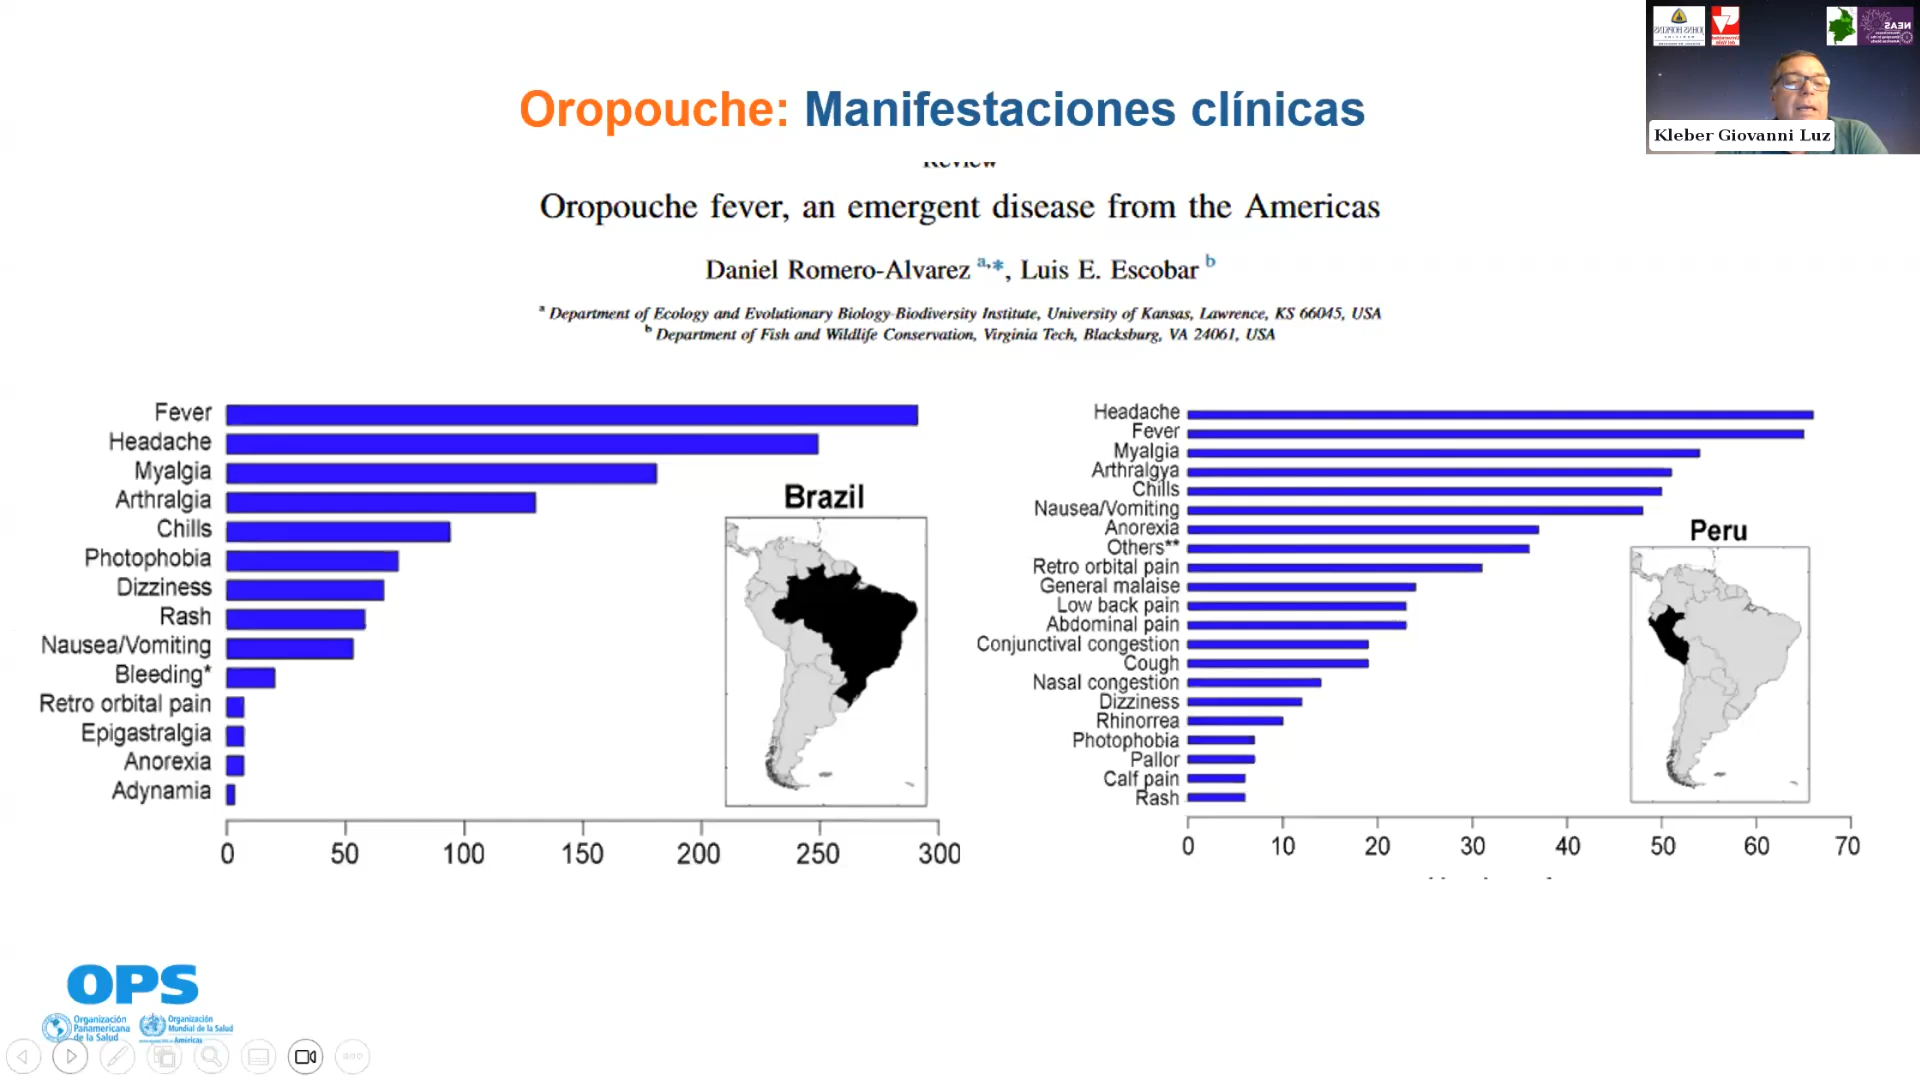 Oropouche: Manifestaciones clínicas
Kleber Giovanni Luz
Review
Oropouche fever, an emergent disease from the Americas
Daniel Romero-Alvarez a,*, Luis E. Escobar b
a Department of Ecology and Evolutionary Biology-Biodiversity Institute, University of Kansas, Lawrence, KS 66045, USA
b Department of Fish and Wildlife Conservation, Virginia Tech, Blacksburg, VA 24061, USA
Fever
Headache
Myalgia
Arthralgia
Chills
Photophobia
Dizziness
Rash
Nausea/Vomiting
Bleeding*
Retro orbital pain
Epigastralgia
Anorexia
Adynamia
0 50 100 150 200 250 300
Brazil
Headache
Fever
Myalgia
Arthralgya
Chills
Nausea/Vomiting
Anorexia
Others**
Retro orbital pain
General malaise
Low back pain
Abdominal pain
Conjunctival congestion
Cough
Nasal congestion
Dizziness
Rhinorrea
Photophobia
Pallor
Calf pain
Rash
0 10 20 30 40 50 60 70
Peru
OPS
Organización
Panamericana
de la Salud
Organización
Mundial de la Salud
Américas